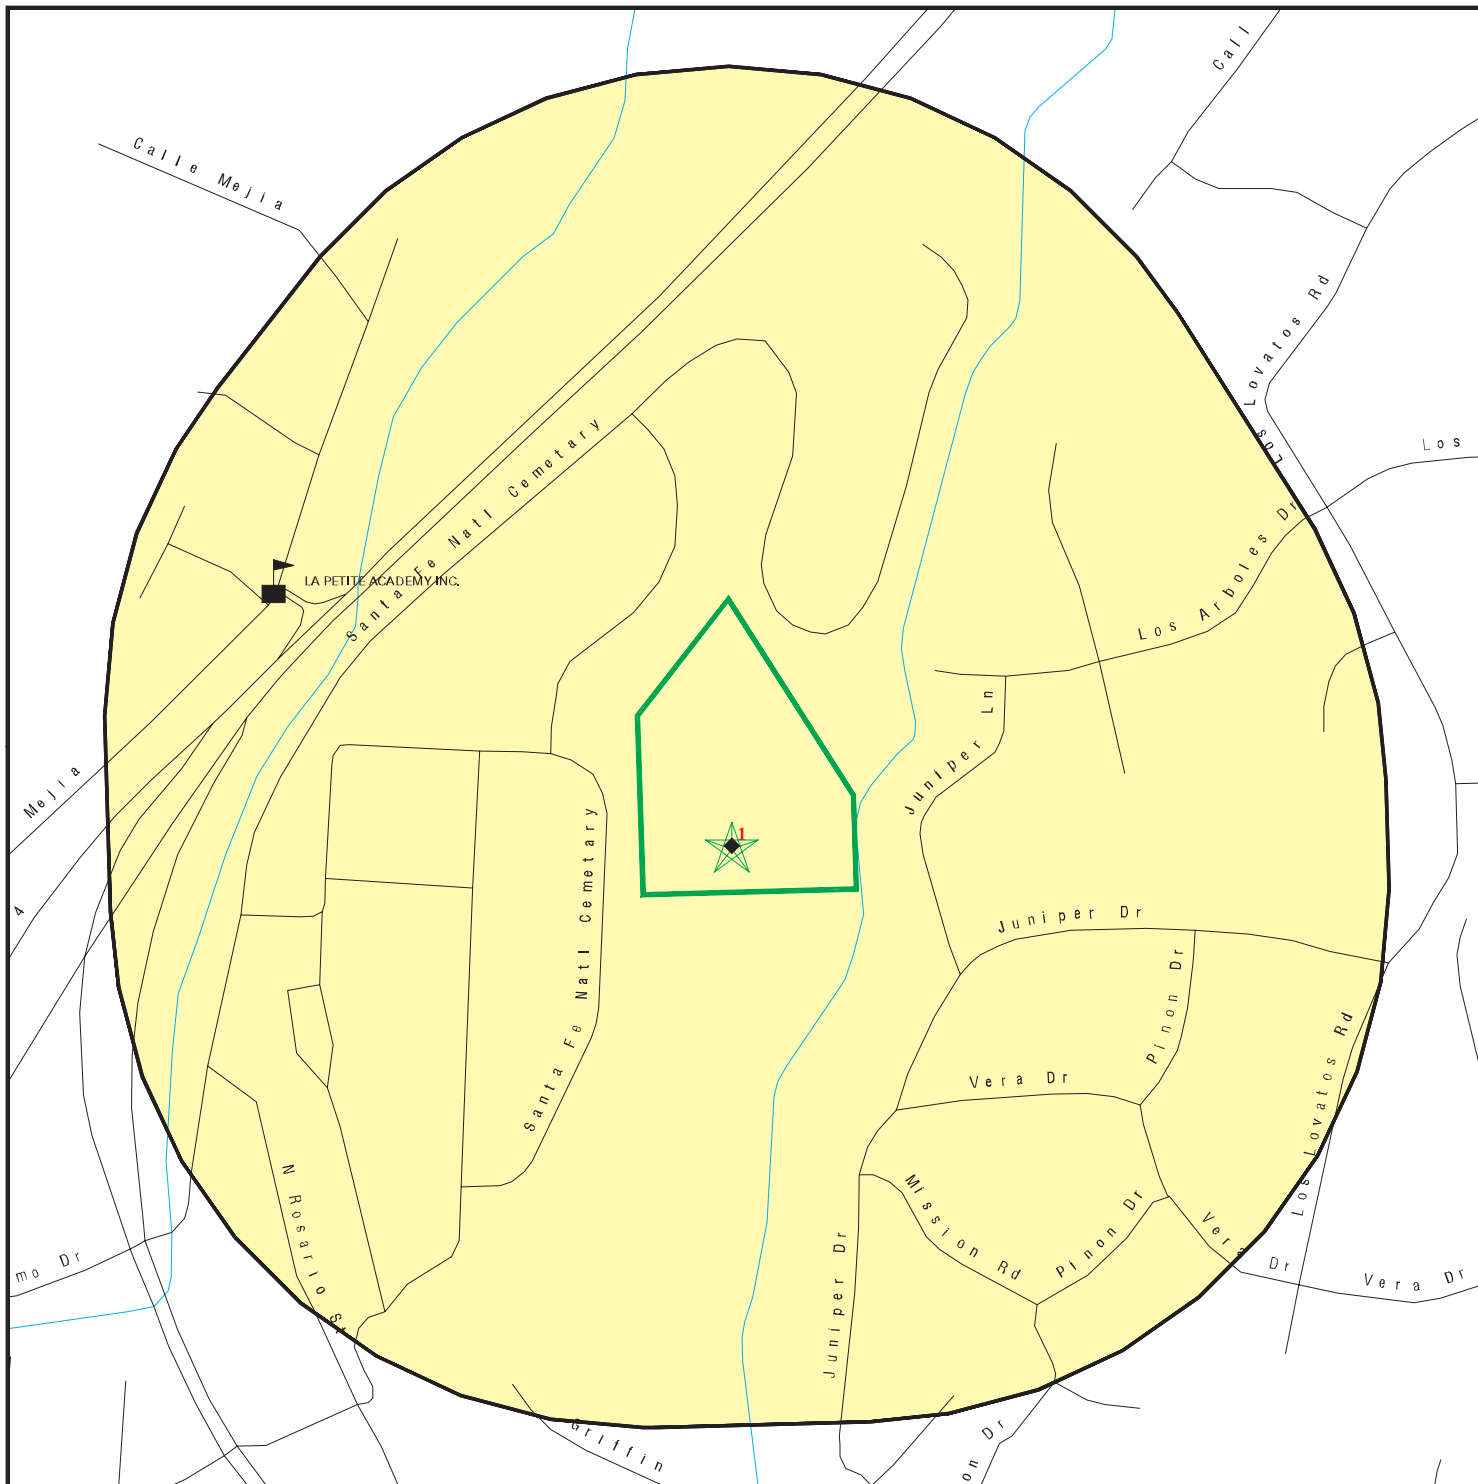 Call
Calle Mejia
Lovatos Rd
Los
Los
Santa Fe Natl Cemetary
Los Arboles Dr
LA PETITE ACADEMY INC.
Juniper Ln
Mejia
1
Santa Fe Natl Cemetary
4
Juniper Dr
Pinon Dr
Vera Dr
Los Lovatos Rd
N Rosario St
Mission Rd
Pinon Dr
Vera Dr
Vera Dr
mo Dr
Juniper Dr
Griffin
on Dr